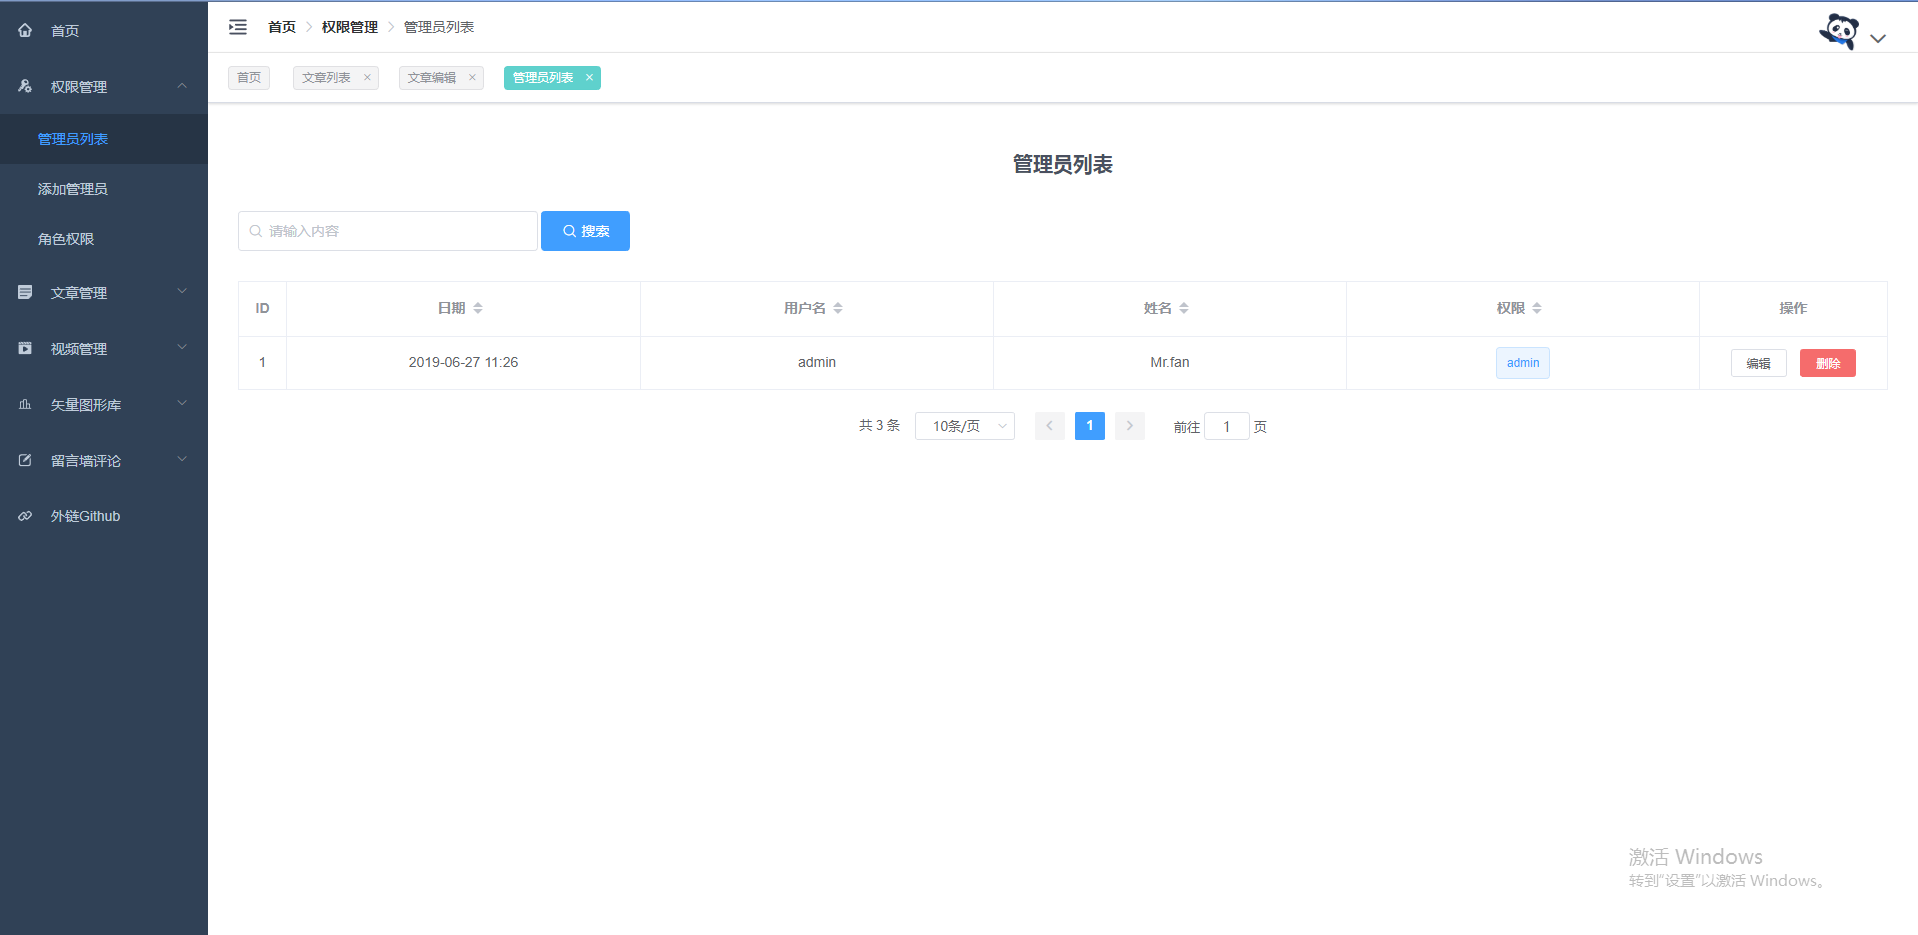 首页
权限管理
管理员列表
添加管理员
角色权限
文章管理
视频管理
矢量图形库
留言墙评论
外链Github
首页 权限管理 管理员列表
首页 文章列表 文章编辑 管理员列表
管理员列表
请输入内容 搜索
ID 日期 用户名 姓名 权限 操作
1 2019-06-27 11:26 admin Mr.fan admin 编辑 删除
共 3 条 10条/页 1 前往 1 页
激活 Windows
转到“设置”以激活 Windows。